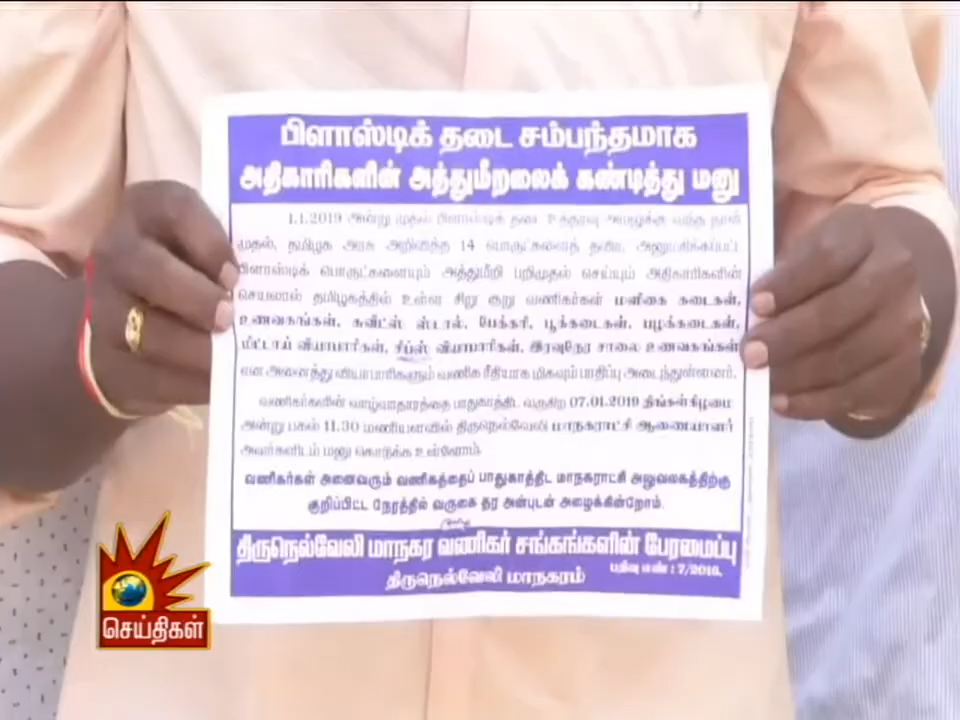 பிளாஸ்டிக் தடை சம்பந்தமாக
அதிகாரிகளின் அத்துமீறலைக் கண்டித்து மனு
1.1.2019 அன்று முதல் பிளாஸ்டிக் தடை உத்தரவு அமலுக்கு வந்த நாள்
முதல், தமிழக அரசு அறிவித்த 14 பொருட்களைத் தவிர, அனுமதிக்கப்பட்ட
பிளாஸ்டிக் பொருட்களையும் அத்துமீறி பறிமுதல் செய்யும் அதிகாரிகளின்
செயலால் தமிழகத்தில் உள்ள சிறு குறு வணிகர்கள் மளிகை கடைகள்,
உணவகங்கள், சுவீட்ஸ் ஸ்டால், பேக்கரி, பூக்கடைகள், பழக்கடைகள்,
மிட்டாய் வியாபாரிகள், சிப்ஸ் வியாபாரிகள், இரவுநேர சாலை உணவகங்கள்
என அனைத்து வியாபாரிகளும் வணிக ரீதியாக மிகவும் பாதிப்பு அடைந்துள்ளனர்.
வணிகர்களின் வாழ்வாதாரத்தை பாதுகாத்திட வருகிற 07.01.2019 திங்கள்கிழமை
அன்று பகல் 11.30 மணியளவில் திருநெல்வேலி மாநகராட்சி ஆணையாளர்
அவர்களிடம் மனு கொடுக்க உள்ளோம்
வணிகர்கள் அனைவரும் வணிகத்தைப் பாதுகாத்திட மாநகராட்சி அலுவலகத்திற்கு
குறிப்பிட்ட நேரத்தில் வருகை தர அன்புடன் அழைக்கின்றோம்.
திருநெல்வேலி மாநகர வணிகர் சங்கங்களின் பேரமைப்பு
திருநெல்வேலி மாநகரம் பதிவு எண் : 7/2016.
செய்திகள்